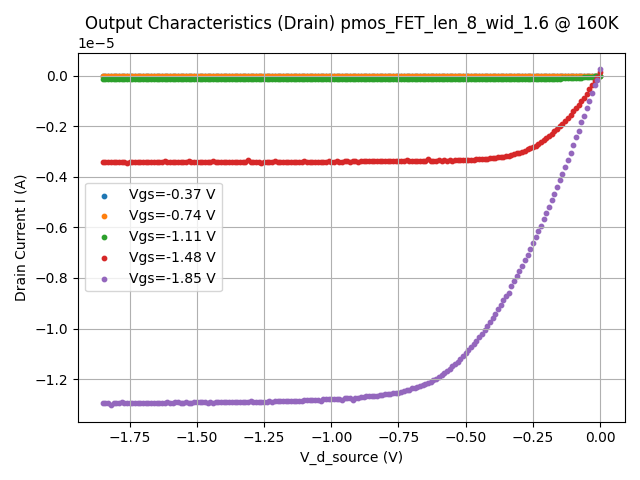 Output Characteristics (Drain) pmos_FET_len_8_wid_1.6 @ 160K
1e−5
0.0
−0.2
−0.4
−0.6
−0.8
−1.0
−1.2
Drain Current I (A)
Vgs=-0.37 V
Vgs=-0.74 V
Vgs=-1.11 V
Vgs=-1.48 V
Vgs=-1.85 V
−1.75 −1.50 −1.25 −1.00 −0.75 −0.50 −0.25 0.00
V_d_source (V)